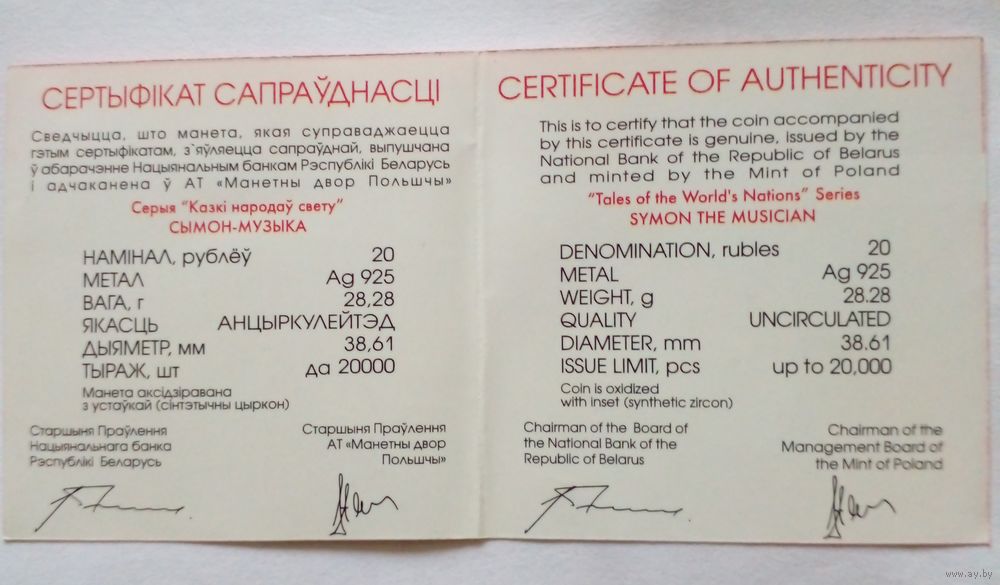 СЕРТЫФІКАТ САПРАЎДНАСЦІ
Сведчыцца, што манета, якая суправаджаецца
гэтым сертыфікатам, з`яўляецца сапраўднай, выпушчана
ў абарачэнне Нацыянальным банкам Рэспублікі Беларусь
і адчаканена ў АТ «Манетны двор Польшчы»
Серыя "Казкі народаў свету"
СЫМОН-МУЗЫКА
НАМІНАЛ, рублёў 20
МЕТАЛ Ag 925
ВАГА, г 28,28
ЯКАСЦЬ АНЦЫРКУЛЕЙТЭД
ДЫЯМЕТР, мм 38,61
ТЫРАЖ, шт да 20000
Манета аксідзіравана
з устаўкай (сінтэтычны цыркон)
Старшыня Праўлення
Нацыянальнага банка
Рэспублікі Беларусь
Старшыня Праўлення
АТ «Манетны двор
Польшчы»
CERTIFICATE OF AUTHENTICITY
This is to certify that the coin accompanied
by this certificate is genuine, issued by the
National Bank of the Republic of Belarus
and minted by the Mint of Poland
"Tales of the World's Nations" Series
SYMON THE MUSICIAN
DENOMINATION, rubles 20
METAL Ag 925
WEIGHT, g 28.28
QUALITY UNCIRCULATED
DIAMETER, mm 38.61
ISSUE LIMIT, pcs up to 20,000
Coin is oxidized
with inset (synthetic zircon)
Chairman of the Board of
the National Bank of the
Republic of Belarus
Chairman of the
Management Board of
the Mint of Poland
www.ay.by